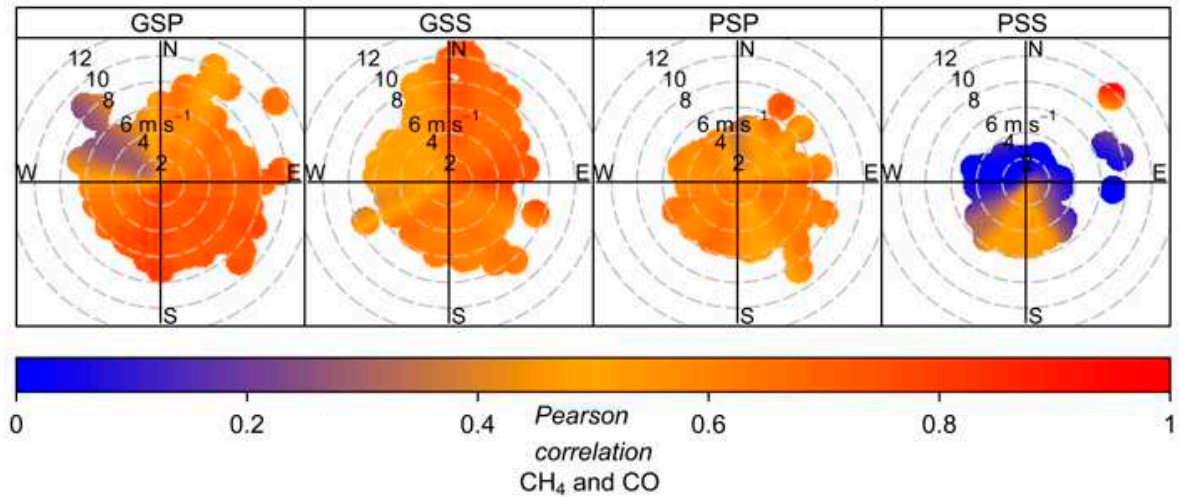 GSP GSS PSP PSS
N N N N
12 12 12 12
10 10 10 10
8 8 8 8
6 m s⁻¹ 6 m s⁻¹ 6 m s⁻¹ 6 m s⁻¹
4 4 4 4
2 2 2 2
W E W E W E W E
S S S S
0 0.2 0.4 0.6 0.8 1
Pearson
correlation
CH₄ and CO